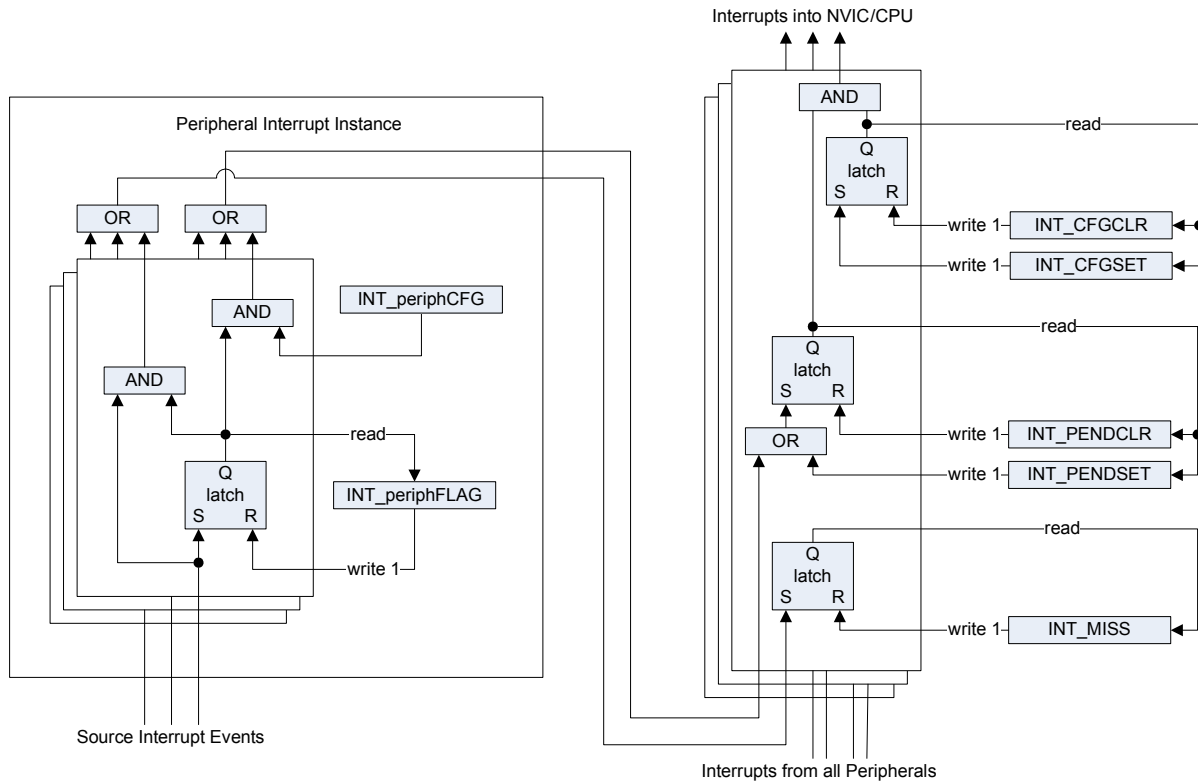 Interrupts into NVIC/CPU
Peripheral Interrupt Instance
OR
OR
AND
INT_periphCFG
AND
read
Q
latch
S R
INT_periphFLAG
write 1
Source Interrupt Events
AND
read
Q
latch
S R
write 1 INT_CFGCLR
write 1 INT_CFGSET
read
Q
latch
S R
OR
write 1 INT_PENDCLR
write 1 INT_PENDSET
read
Q
latch
S R
write 1 INT_MISS
Interrupts from all Peripherals